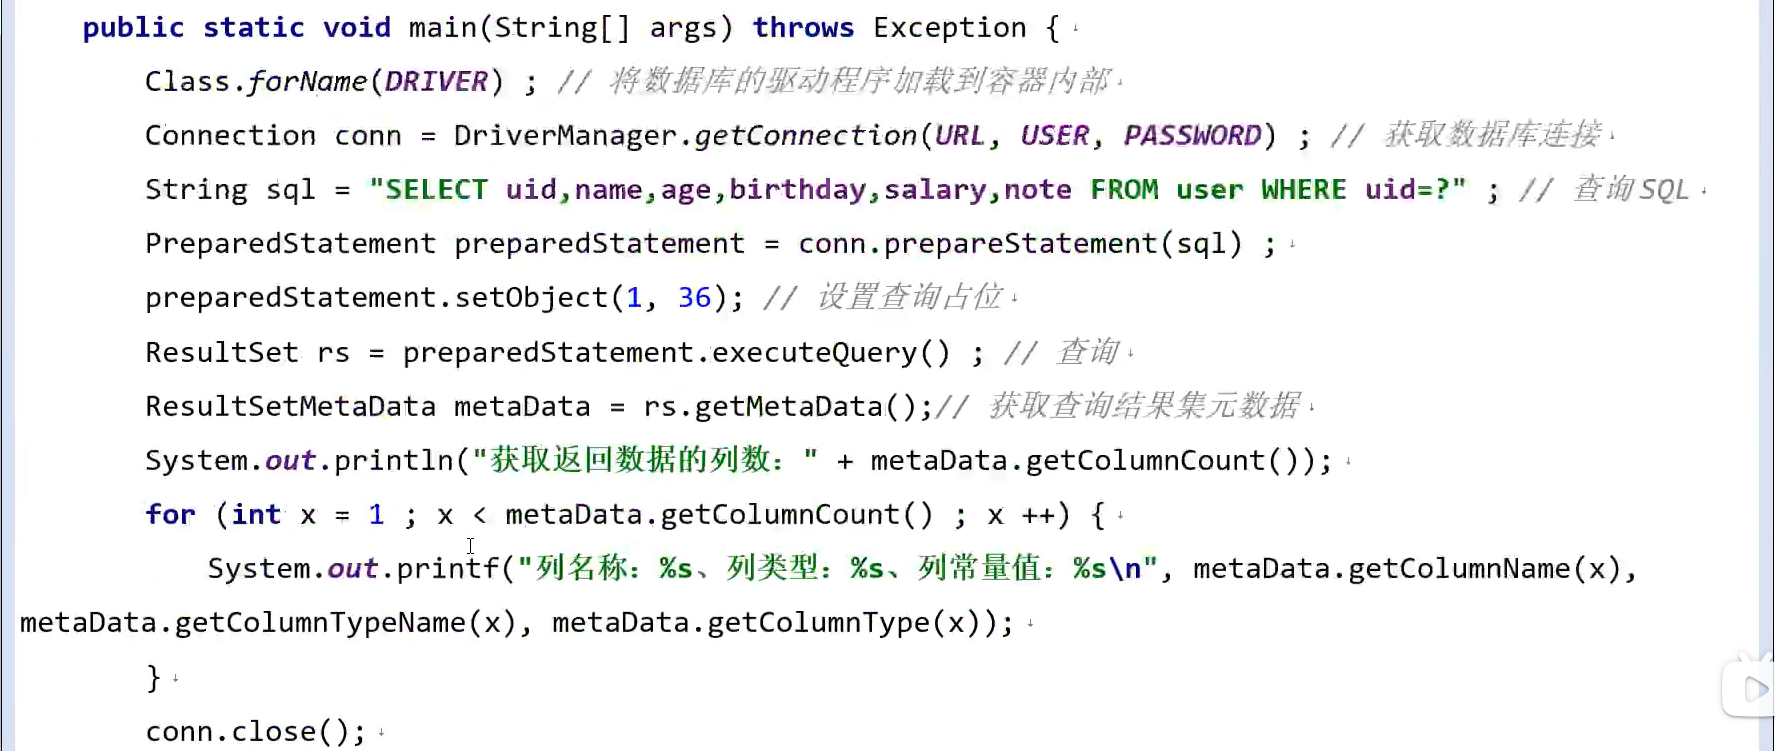 public static void main(String[] args) throws Exception {
Class.forName(DRIVER) ; // 将数据库的驱动程序加载到容器内部
Connection conn = DriverManager.getConnection(URL, USER, PASSWORD) ; // 获取数据库连接
String sql = "SELECT uid,name,age,birthday,salary,note FROM user WHERE uid=?" ; // 查询SQL
PreparedStatement preparedStatement = conn.prepareStatement(sql) ;
preparedStatement.setObject(1, 36); // 设置查询占位
ResultSet rs = preparedStatement.executeQuery() ; // 查询
ResultSetMetaData metaData = rs.getMetaData();// 获取查询结果集元数据
System.out.println("获取返回数据的列数：" + metaData.getColumnCount());
for (int x = 1 ; x < metaData.getColumnCount() ; x ++) {
System.out.printf("列名称：%s、列类型：%s、列常量值：%s\n", metaData.getColumnName(x),
metaData.getColumnTypeName(x), metaData.getColumnType(x));
}
conn.close();